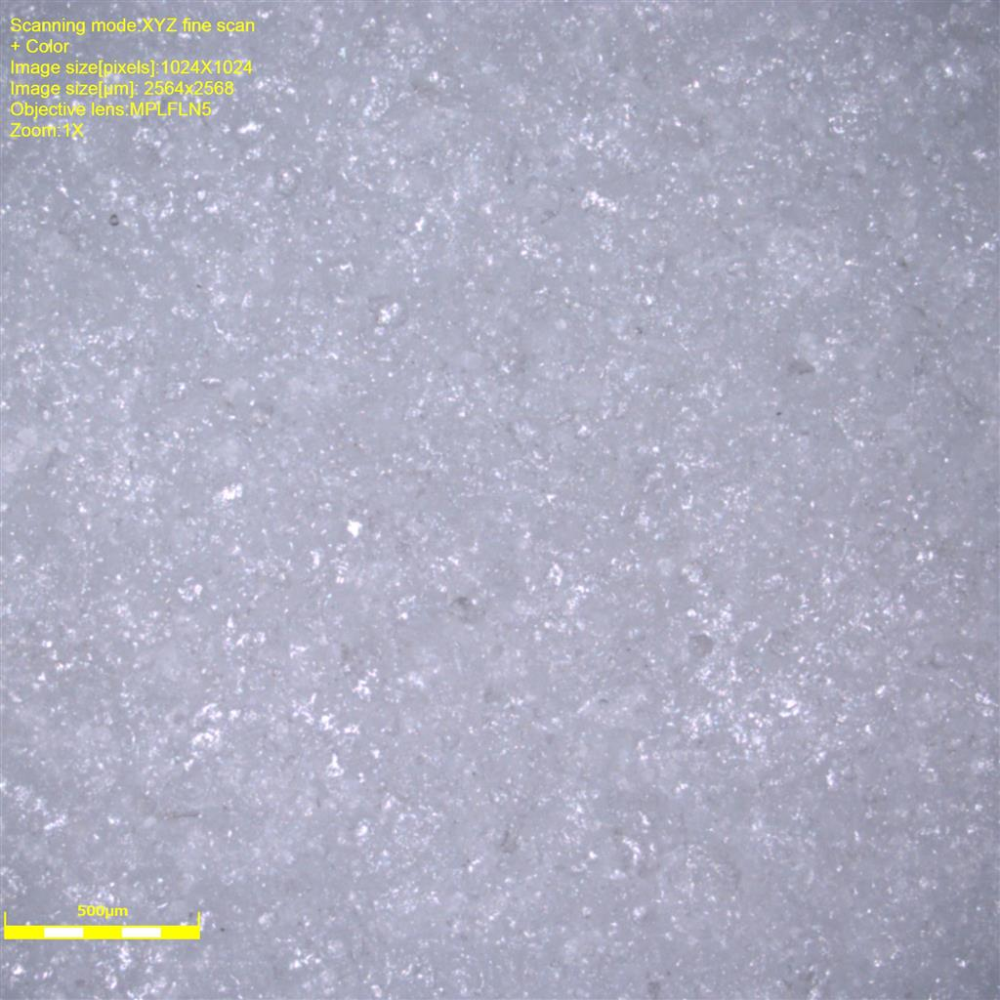 Scanning mode:XYZ fine scan
+ Color
Image size[pixels]:1024X1024
Image size[µm]: 2564x2568
Objective lens:MPLFLN5
Zoom:1X
500µm